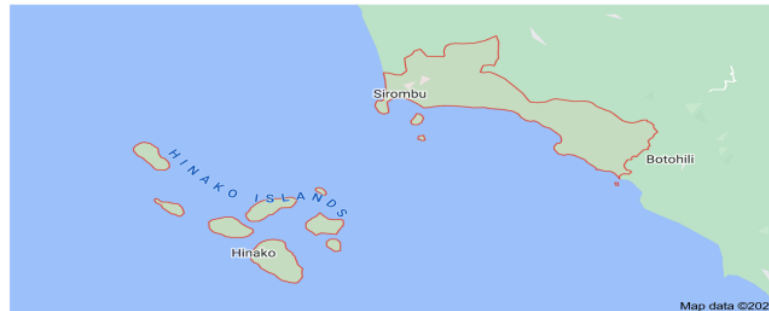 Sirombu
Botohili
HINAKO ISLANDS
Hinako
Map data ©202